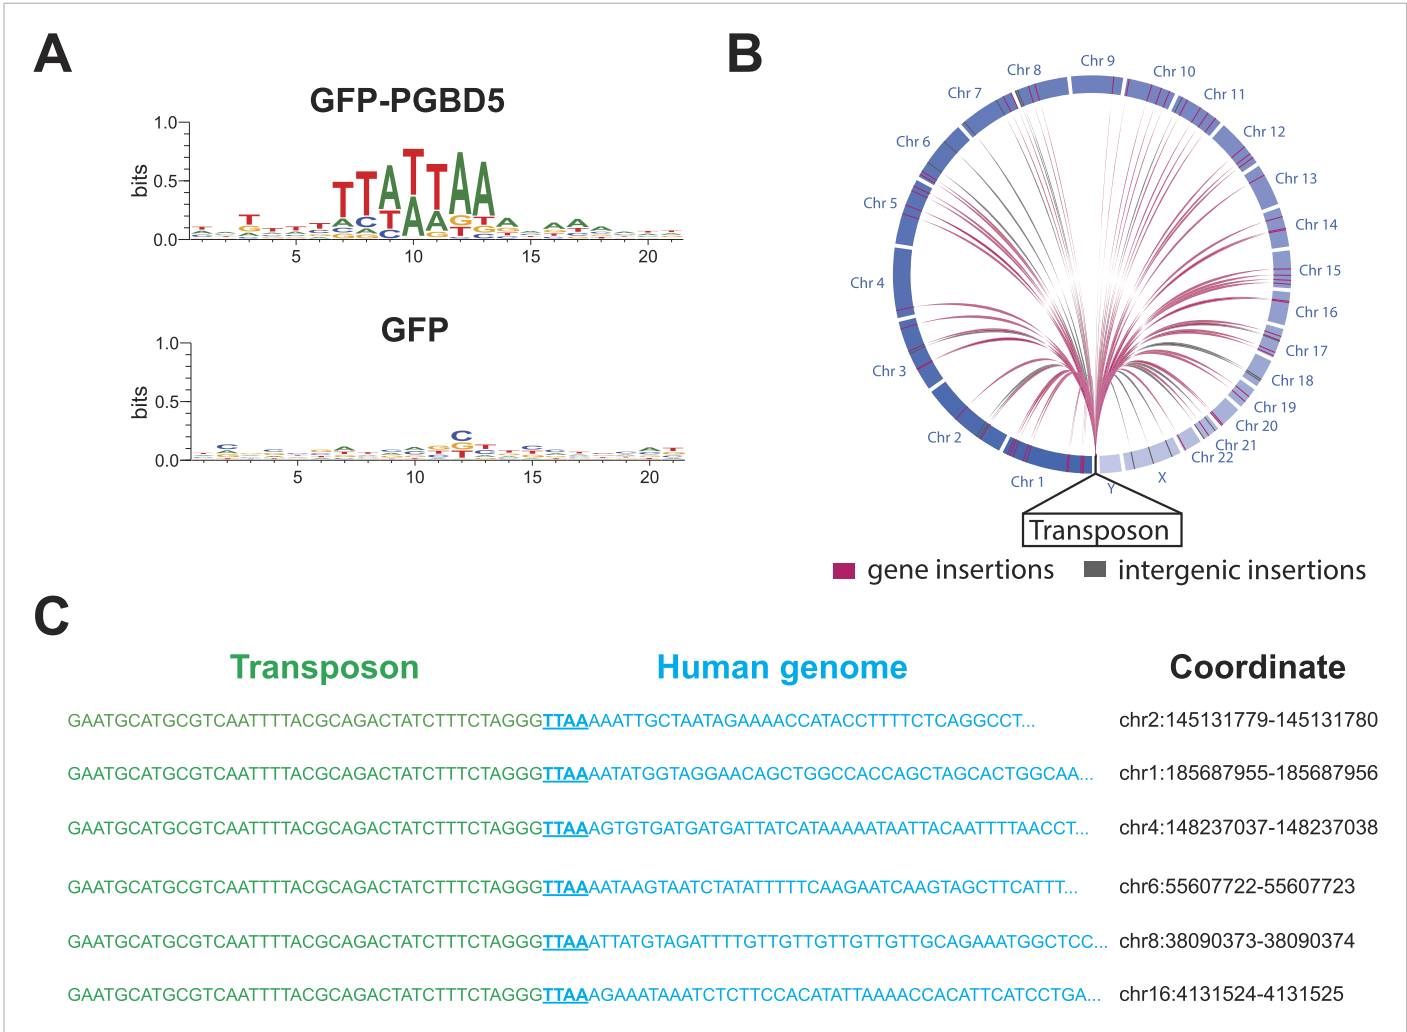 A
GFP-PGBD5
1.0
bits
0.5
0.0
5
10
15
20
GFP
1.0
bits
0.5
0.0
5
10
15
20
B
Chr 9
Chr 8
Chr 10
Chr 7
Chr 11
Chr 6
Chr 12
Chr 5
Chr 13
Chr 14
Chr 4
Chr 15
Chr 16
Chr 3
Chr 17
Chr 18
Chr 2
Chr 19
Chr 20
Chr 21
Chr 22
Chr 1
Y
X
Transposon
gene insertions
intergenic insertions
C
Transposon Human genome Coordinate
GAATGCATGCGTCAATTTTACGCAGACTATCTTTCTAGGGTTAAAAATTGCTAATAGAAAACCATACCTTTTCTCAGGCCT... chr2:145131779-145131780
GAATGCATGCGTCAATTTTACGCAGACTATCTTTCTAGGGTTAAAATATGGTAGGAACAGCTGGCCACCAGCTAGCACTGGCAA... chr1:185687955-185687956
GAATGCATGCGTCAATTTTACGCAGACTATCTTTCTAGGGTTAAAGTGTGATGATGATTATCATAAAAATAATTACAATTTTAACCT... chr4:148237037-148237038
GAATGCATGCGTCAATTTTACGCAGACTATCTTTCTAGGGTTAAAATAAGTAATCTATATTTTTCAAGAATCAAGTAGCTTCATTT... chr6:55607722-55607723
GAATGCATGCGTCAATTTTACGCAGACTATCTTTCTAGGGTTAAATTATGTAGATTTTGTTGTTGTTGTTGTTGCAGAAATGGCTCC... chr8:38090373-38090374
GAATGCATGCGTCAATTTTACGCAGACTATCTTTCTAGGGTTAAAGAAATAAATCTCTTCCACATATTAAAACCACATTCATCCTGA... chr16:4131524-4131525